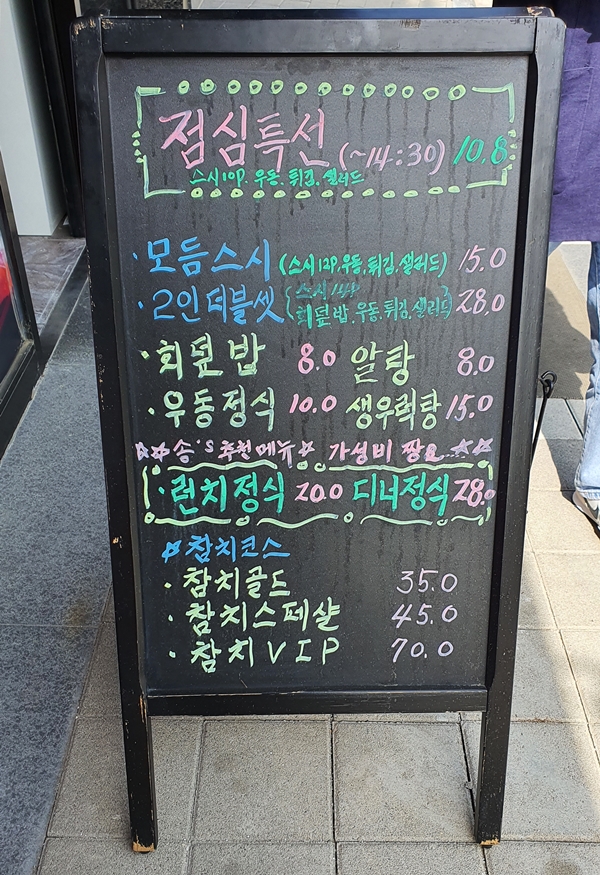 점심특선 (~14:30) 10.8
스시10P. 우동. 튀김. 샐러드
· 모듬스시 (스시12P.우동.튀김.샐러드) 15.0
· 2인더블셋 (스시14P 회덮밥.우동.튀김.샐러드) 28.0
· 회덮밥 8.0 알탕 8.0
· 우동정식 10.0 생우럭탕 15.0
☆☆송's추천메뉴☆ 가성비 짱요..☆☆
· 런치정식 20.0 디너정식 28.0
☆참치코스
· 참치골드 35.0
· 참치스페샬 45.0
· 참치VIP 70.0